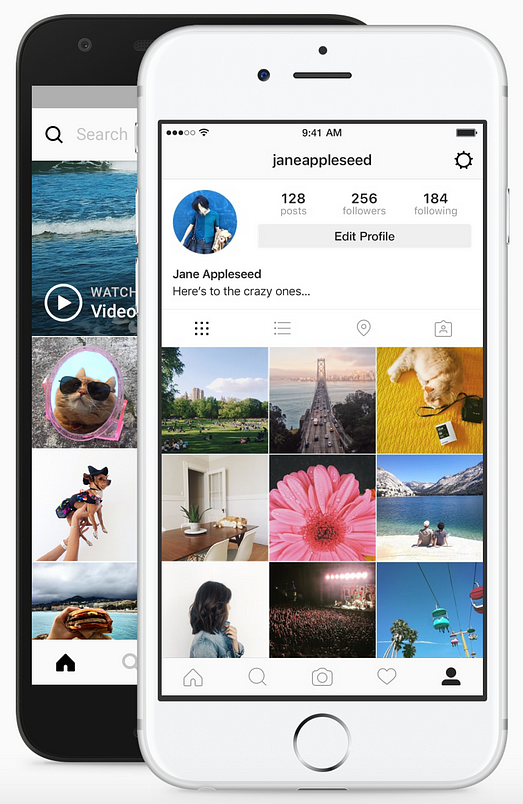 Search
WATCH
Video
9:41 AM
janeappleseed
128 256 184
posts followers following
Edit Profile
Jane Appleseed
Here's to the crazy ones...